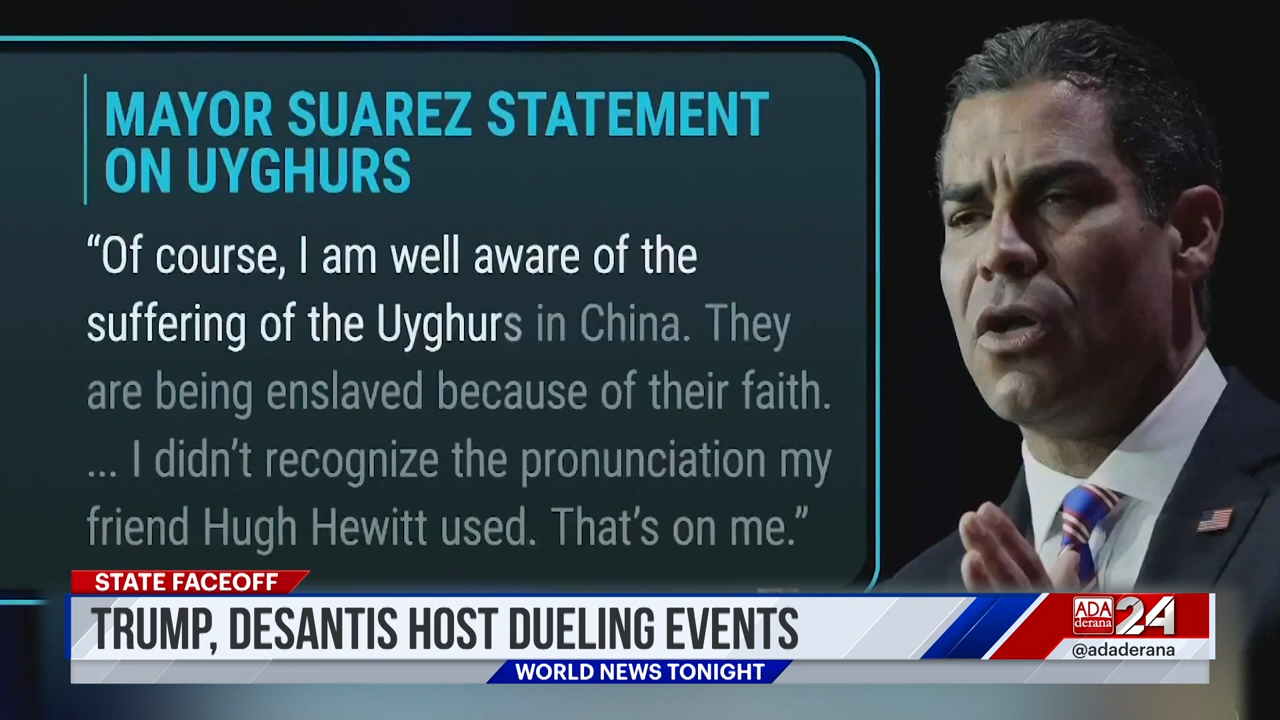 MAYOR SUAREZ STATEMENT
ON UYGHURS
“Of course, I am well aware of the
suffering of the Uyghurs in China. They
are being enslaved because of their faith.
... I didn’t recognize the pronunciation my
friend Hugh Hewitt used. That’s on me.”
STATE FACEOFF
TRUMP, DESANTIS HOST DUELING EVENTS
ADA
derana
24
@adaderana
WORLD NEWS TONIGHT